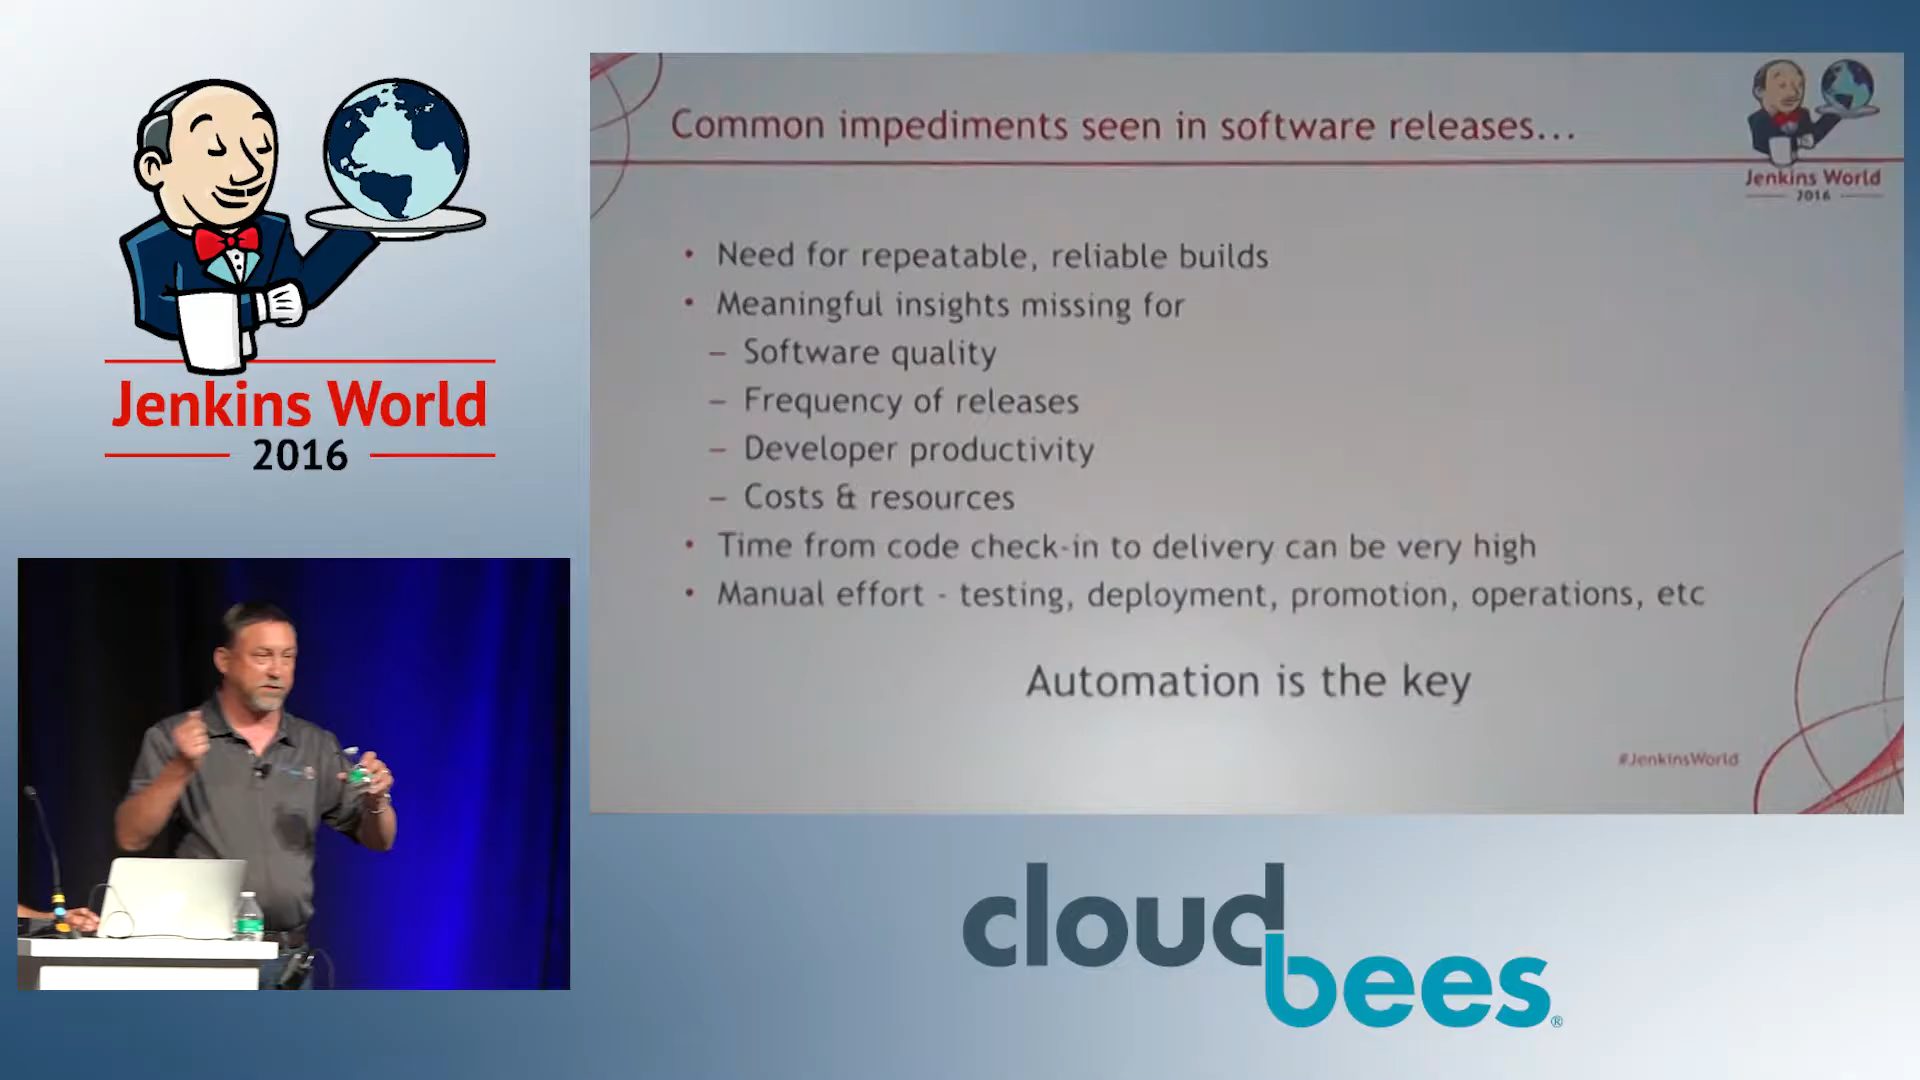 Jenkins World
2016
Common impediments seen in software releases...
Jenkins World
2016
• Need for repeatable, reliable builds
• Meaningful insights missing for
– Software quality
– Frequency of releases
– Developer productivity
– Costs & resources
• Time from code check-in to delivery can be very high
• Manual effort - testing, deployment, promotion, operations, etc
Automation is the key
#JenkinsWorld
cloud
bees®